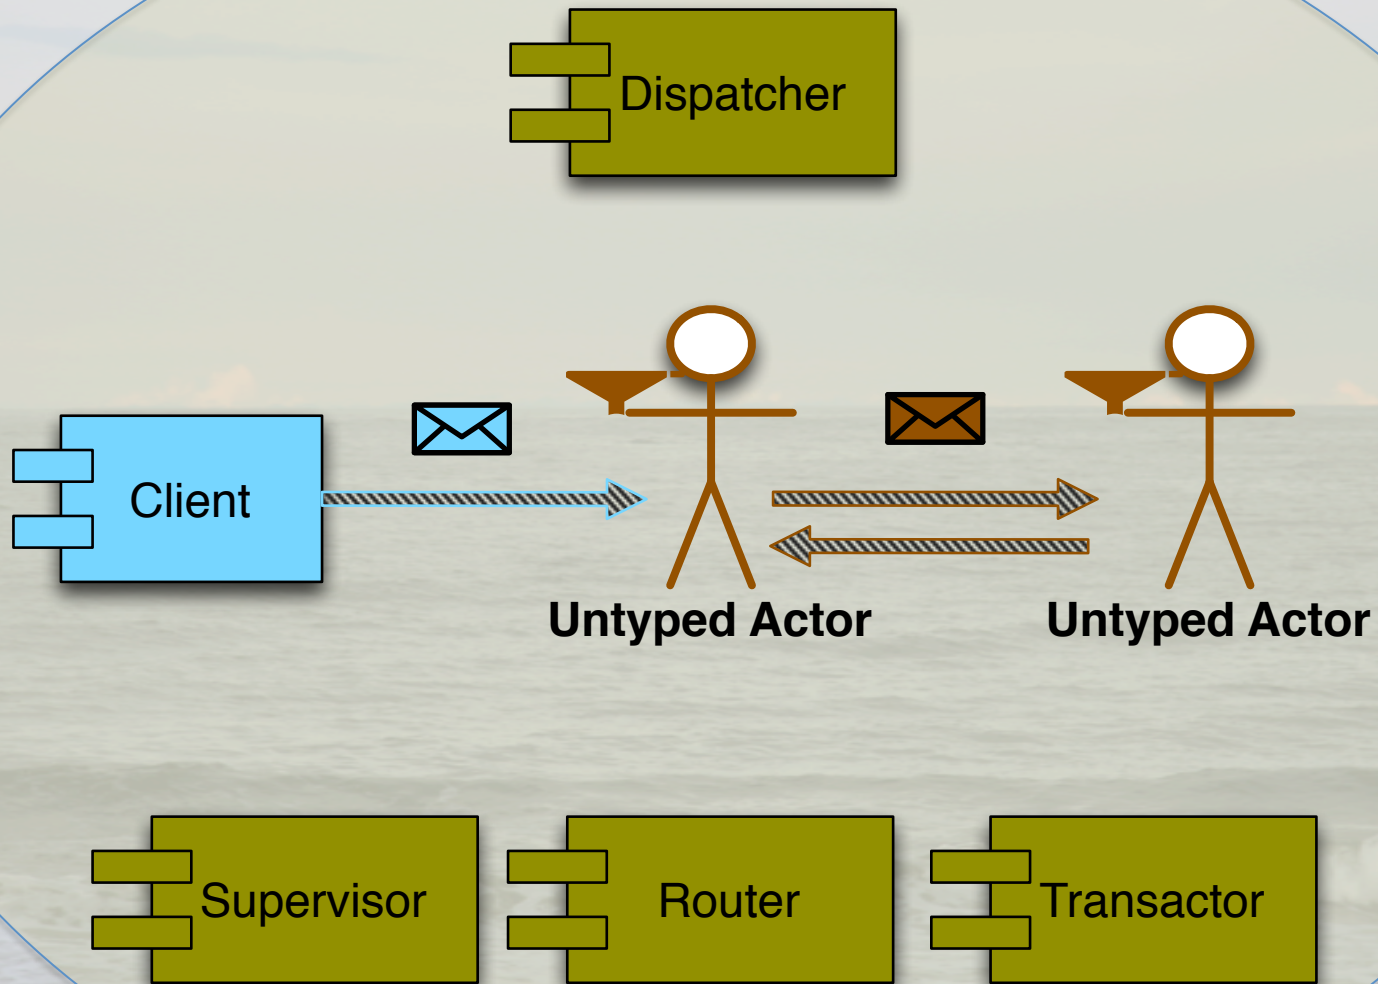 Dispatcher
Client
Untyped Actor
Untyped Actor
Supervisor
Router
Transactor